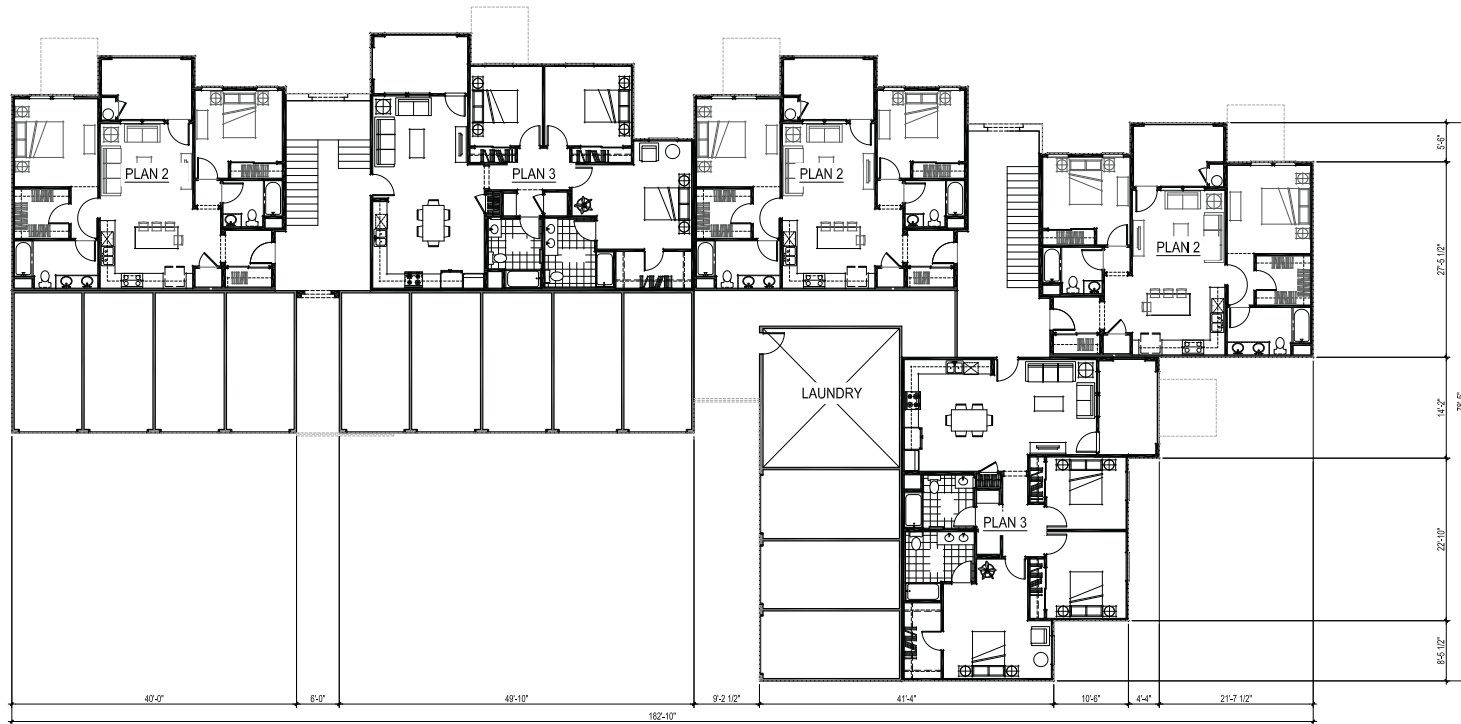 PLAN 2
PLAN 3
PLAN 2
PLAN 2
LAUNDRY
PLAN 3
5'-6"
27'-5 1/2"
14'-2"
22'-10"
8'-5 1/2"
40'-0"
6'-0"
49'-10"
9'-2 1/2"
41'-4"
10'-6"
4'-4"
21'-7 1/2"
182'-10"